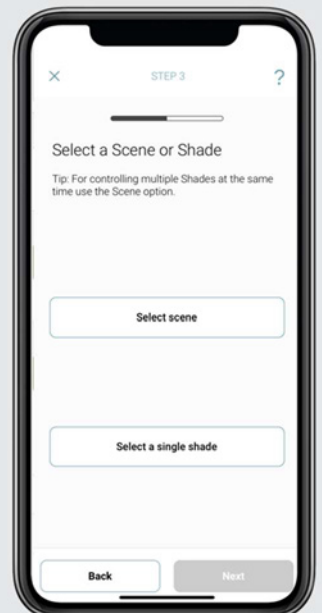 STEP 3
?
Select a Scene or Shade
Tip: For controlling multiple Shades at the same
time use the Scene option.
Select scene
Select a single shade
Back
Next